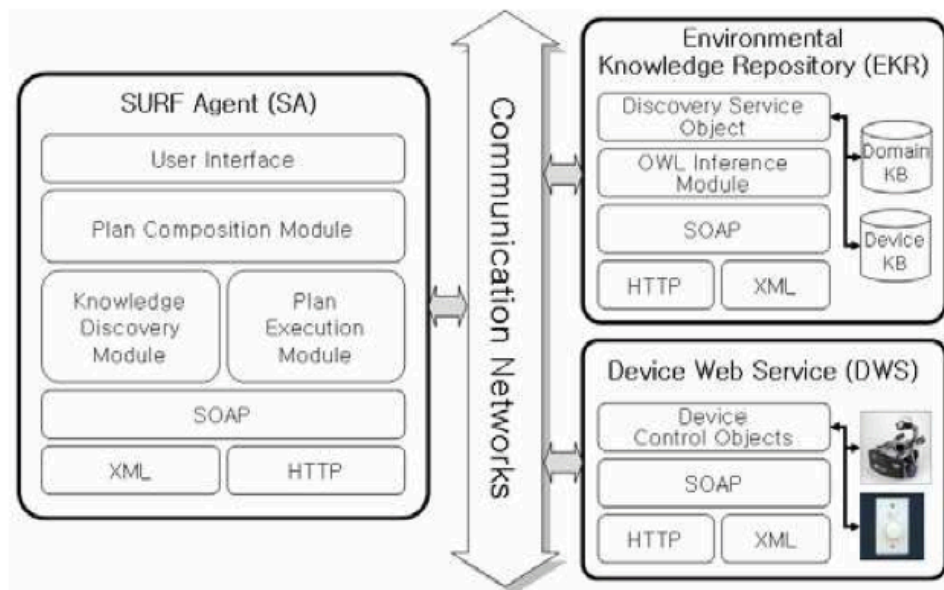 SURF Agent (SA)
User Interface
Plan Composition Module
Knowledge
Discovery
Module
Plan
Execution
Module
SOAP
XML
HTTP
Communication Networks
Environmental
Knowledge Repository (EKR)
Discovery Service
Object
OWL Inference
Module
SOAP
HTTP
XML
Domain
KB
Device
KB
Device Web Service (DWS)
Device
Control Objects
SOAP
HTTP
XML